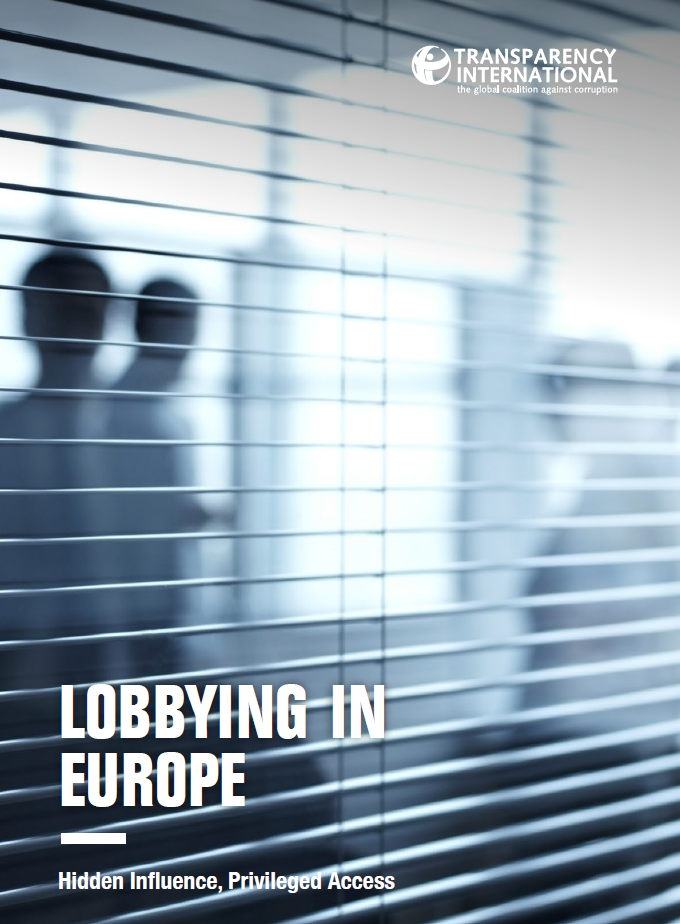 TRANSPARENCY
INTERNATIONAL
the global coalition against corruption
LOBBYING IN
EUROPE
Hidden Influence, Privileged Access